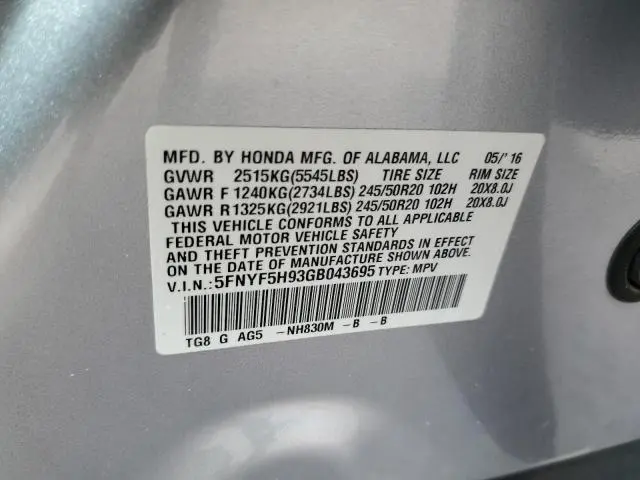 MFD. BY HONDA MFG. OF ALABAMA, LLC 05/'16
GVWR 2515KG(5545LBS) TIRE SIZE RIM SIZE
GAWR F1240KG(2734LBS) 245/50R20 102H 20X8.0J
GAWR R1325KG(2921LBS) 245/50R20 102H 20X8.0J
THIS VEHICLE CONFORMS TO ALL APPLICABLE
FEDERAL MOTOR VEHICLE SAFETY
AND THEFT PREVENTION STANDARDS IN EFFECT
ON THE DATE OF MANUFACTURE SHOWN ABOVE.
V.I.N.:5FNYF5H93GB043695 TYPE: MPV
TG8 G AG5 -NH830M -B -B